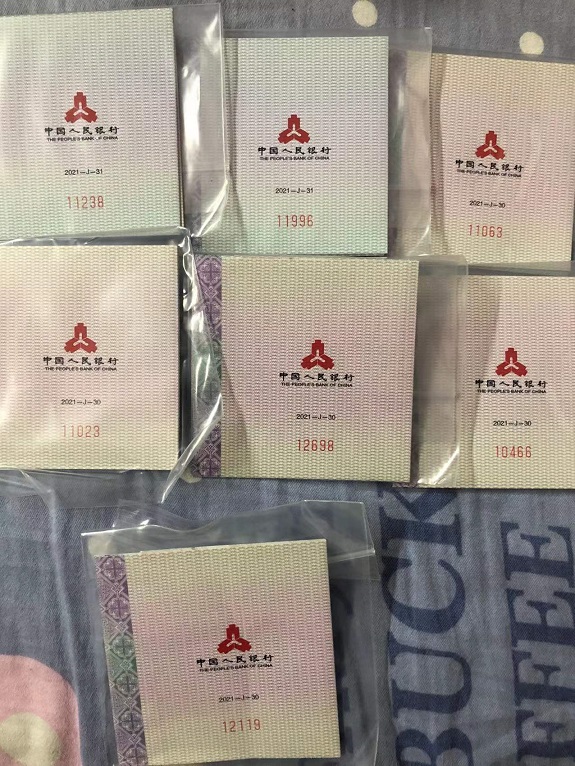 中国人民银行
THE PEOPLE'S BANK OF CHINA
2021-J-31
11238
中国人民银行
THE PEOPLE'S BANK OF CHINA
2021-J-31
11996
中国人民银行
THE PEOPLE'S BANK OF CHINA
2021-J-30
11063
中国人民银行
THE PEOPLE'S BANK OF CHINA
2021-J-30
1023
中国人民银行
THE PEOPLE'S BANK OF CHINA
2021-J-30
12698
中国人民银行
THE PEOPLE'S BANK OF CHINA
2021-J-30
10466
中国人民银行
THE PEOPLE'S BANK OF CHINA
2021-J-30
12119
BUCK
FFEE